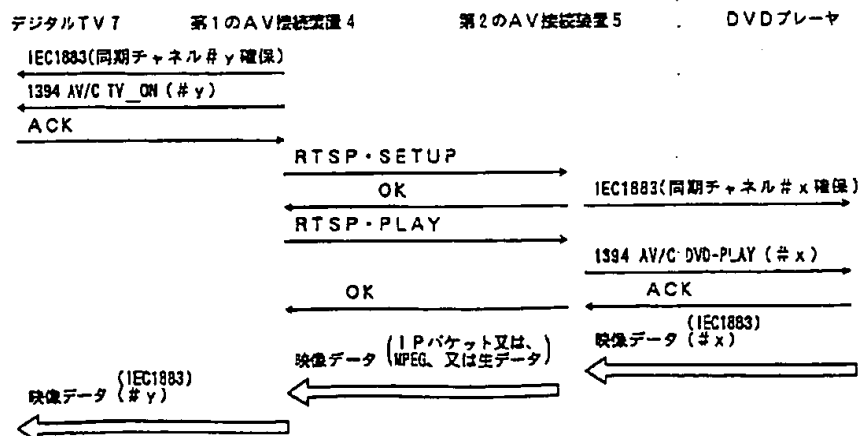 デジタルTV7 第1のAV接続装置4 第2のAV接続装置5 DVDプレーヤ
IEC1883(同期チャネル#y確保)
1394 AV/C TV_ON (#y)
ACK
RTSP・SETUP
OK
IEC1883(同期チャネル#x確保)
RTSP・PLAY
1394 AV/C DVD-PLAY (#x)
OK
ACK
映像データ (IEC1883)
(#x)
映像データ (IPパケット又は、
MPEG、又は生データ)
映像データ (IEC1883)
(#y)